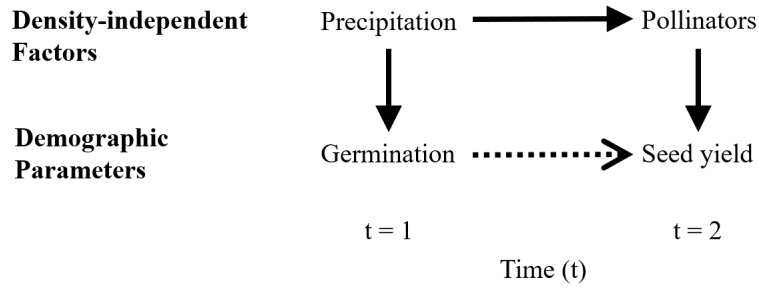 Density-independent Factors
Precipitation
Pollinators
Demographic Parameters
Germination
Seed yield
t = 1
t = 2
Time (t)